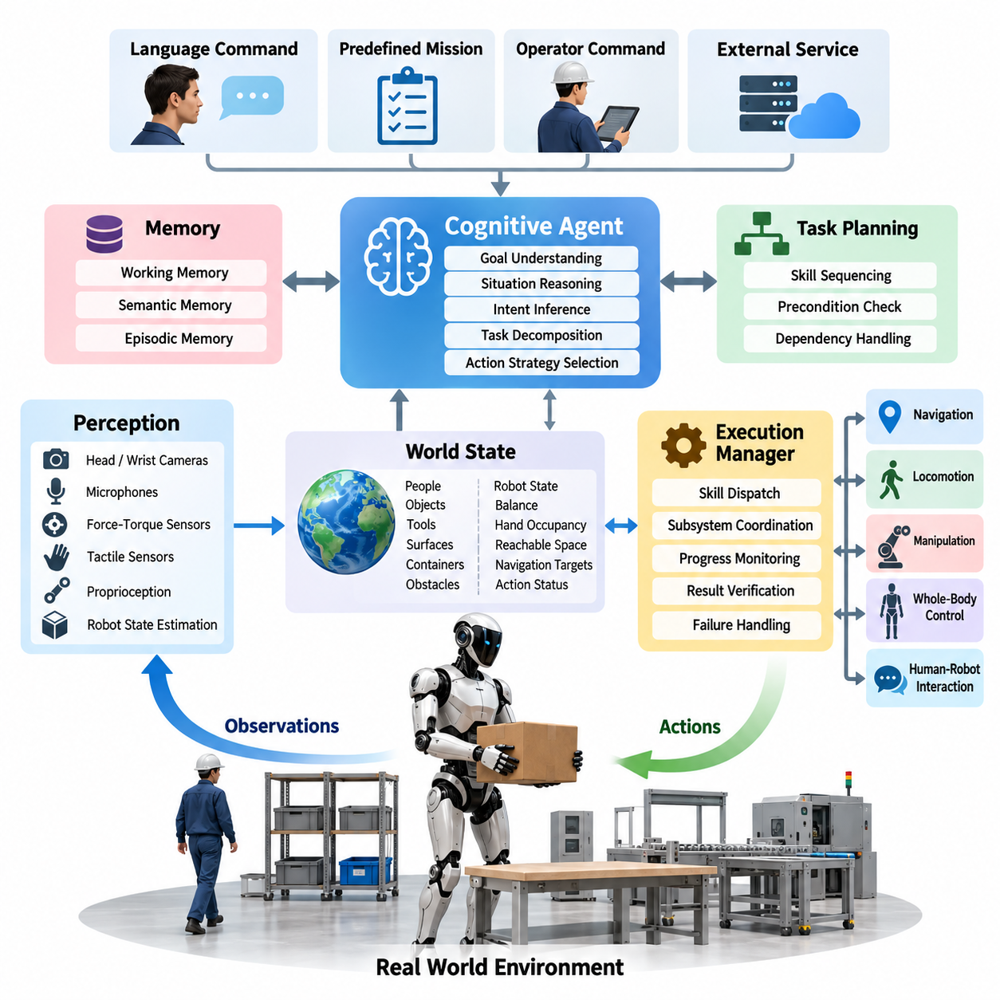 Language Command
Predefined Mission
Operator Command
External Service
Memory
Working Memory
Semantic Memory
Episodic Memory
Cognitive Agent
Goal Understanding
Situation Reasoning
Intent Inference
Task Decomposition
Action Strategy Selection
Task Planning
Skill Sequencing
Precondition Check
Dependency Handling
Perception
Head / Wrist Cameras
Microphones
Force-Torque Sensors
Tactile Sensors
Proprioception
Robot State Estimation
World State
People
Objects
Tools
Surfaces
Containers
Obstacles
Robot State
Balance
Hand Occupancy
Reachable Space
Navigation Targets
Action Status
Execution
Manager
Skill Dispatch
Subsystem Coordination
Progress Monitoring
Result Verification
Failure Handling
Navigation
Locomotion
Manipulation
Whole-Body
Control
Human-Robot
Interaction
Observations
Actions
Real World Environment